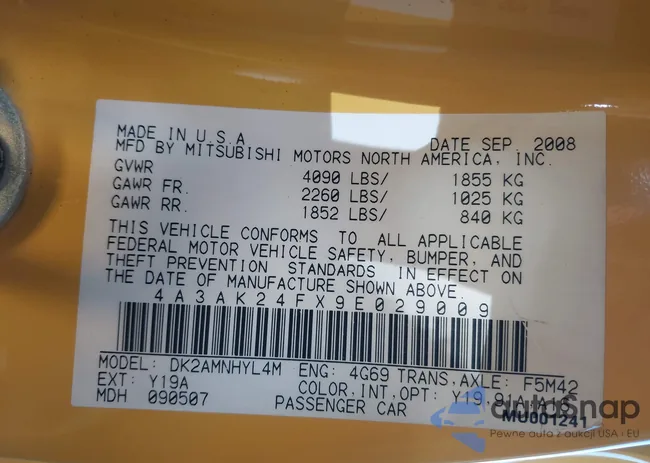 MADE IN U.S.A DATE SEP. 2008
MFD BY MITSUBISHI MOTORS NORTH AMERICA, INC.
GVWR 4090 LBS/ 1855 KG
GAWR FR. 2260 LBS/ 1025 KG
GAWR RR. 1852 LBS/ 840 KG
THIS VEHICLE CONFORMS TO ALL APPLICABLE
FEDERAL MOTOR VEHICLE SAFETY, BUMPER, AND
THEFT PREVENTION STANDARDS IN EFFECT ON
THE DATE OF MANUFACTURE SHOWN ABOVE.
4A3AK24FX9E029009
MODEL: DK2AMNHYL4M ENG: 4G69 TRANS,AXLE: F5M42
EXT: Y19A COLOR,INT,OPT: Y19.91A.
MDH 090507 PASSENGER CAR
MU001241
autoSnap
Pewne auta z aukcji USA i EU